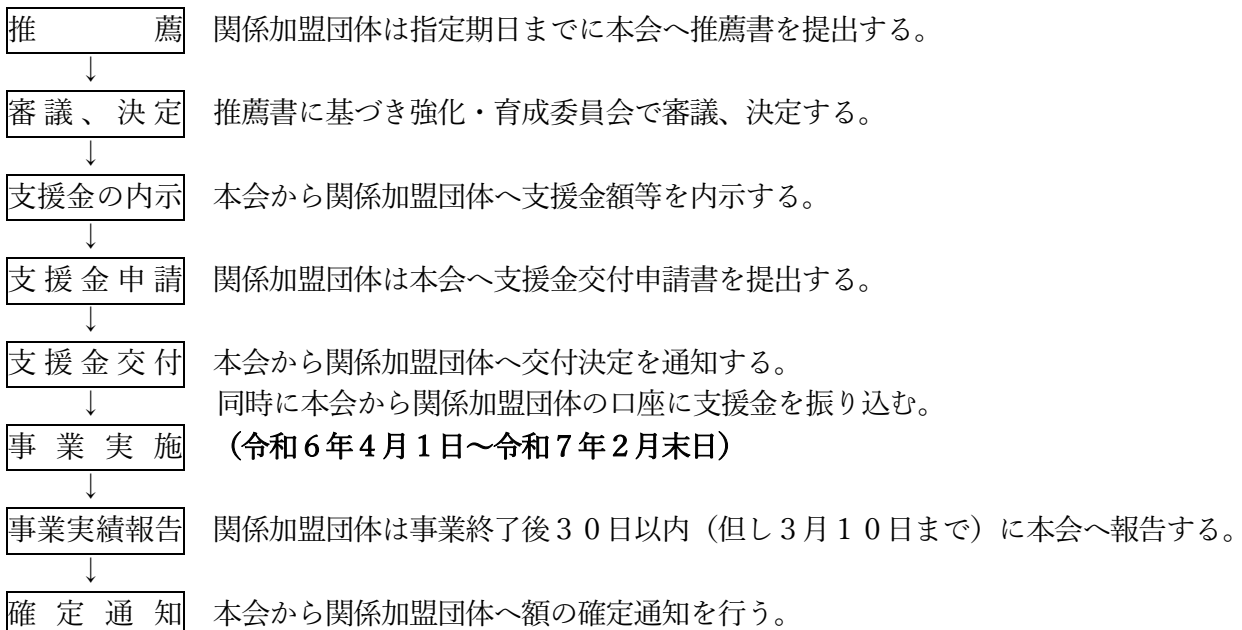 推薦 関係加盟団体は指定期日までに本会へ推薦書を提出する。
↓
審議、決定 推薦書に基づき強化・育成委員会で審議、決定する。
↓
支援金の内示 本会から関係加盟団体へ支援金額等を内示する。
↓
支援金申請 関係加盟団体は本会へ支援金交付申請書を提出する。
↓
支援金交付 本会から関係加盟団体へ交付決定を通知する。
↓ 同時に本会から関係加盟団体の口座に支援金を振り込む。
事業実施 （令和６年４月１日～令和７年２月末日）
↓
事業実績報告 関係加盟団体は事業終了後３０日以内（但し３月１０日まで）に本会へ報告する。
↓
確定通知 本会から関係加盟団体へ額の確定通知を行う。